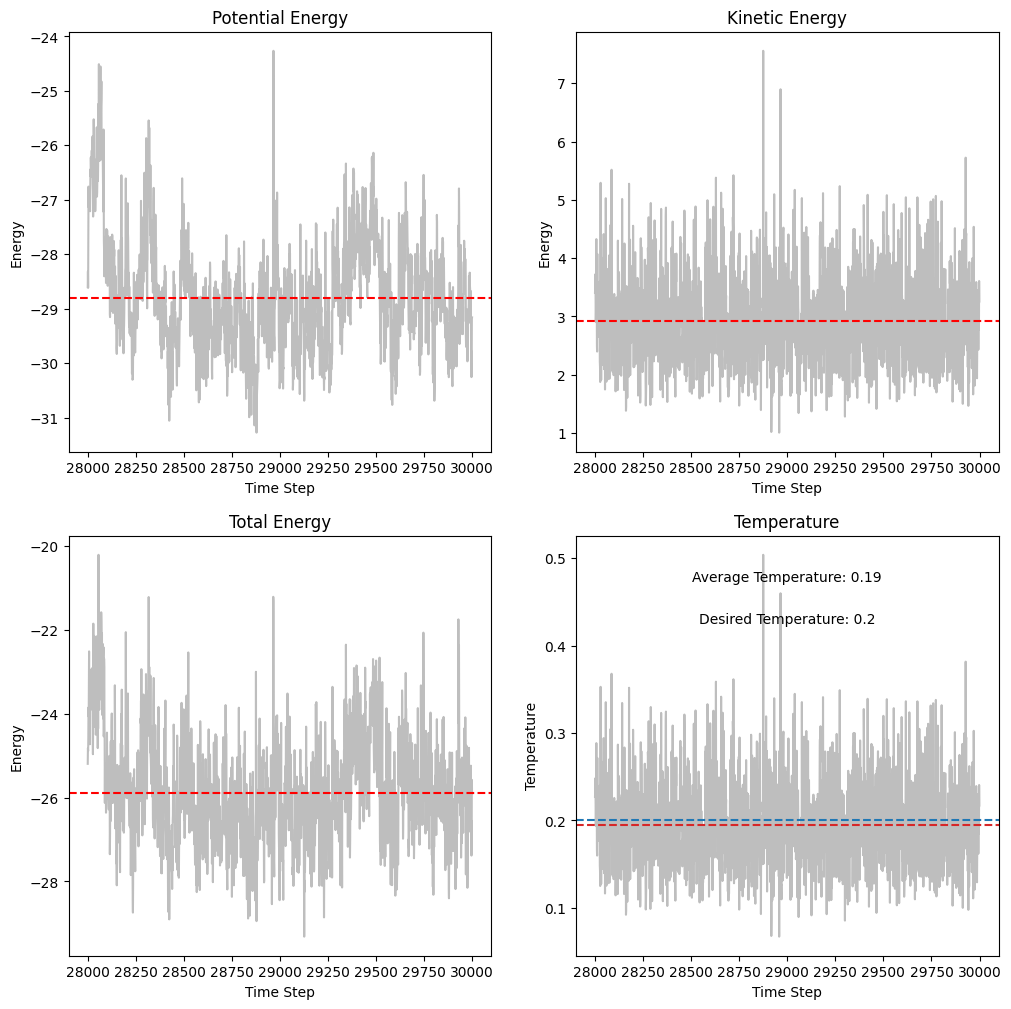 Potential Energy
−24
−25
−26
−27
−28
−29
−30
−31
Energy
28000 28250 28500 28750 29000 29250 29500 29750 30000
Time Step
Kinetic Energy
7
6
5
4
3
2
1
Energy
28000 28250 28500 28750 29000 29250 29500 29750 30000
Time Step
Total Energy
−20
−22
−24
−26
−28
Energy
28000 28250 28500 28750 29000 29250 29500 29750 30000
Time Step
Temperature
Average Temperature: 0.19
Desired Temperature: 0.2
0.5
0.4
0.3
0.2
0.1
Temperature
28000 28250 28500 28750 29000 29250 29500 29750 30000
Time Step